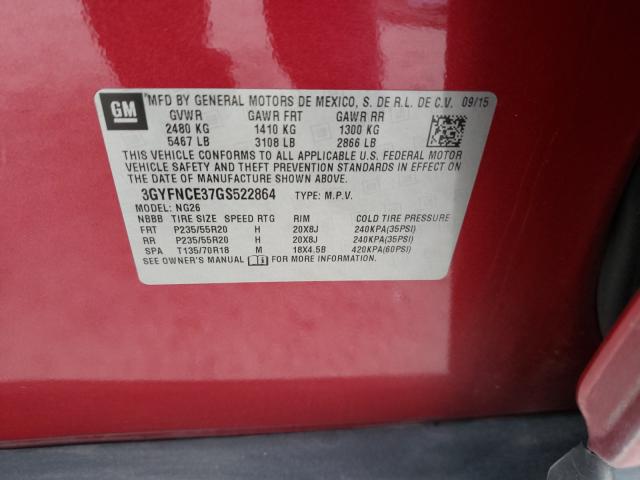 GM
MFD BY GENERAL MOTORS DE MEXICO, S. DE R.L. DE C.V. 09/15
GVWR GAWR FRT GAWR RR
2480 KG 1410 KG 1300 KG
5467 LB 3108 LB 2866 LB
THIS VEHICLE CONFORMS TO ALL APPLICABLE U.S. FEDERAL MOTOR
VEHICLE SAFETY AND THEFT PREVENTION STANDARDS IN EFFECT ON
THE DATE OF MANUFACTURE SHOWN ABOVE.
3GYFNCE37GS522864 TYPE: M.P.V.
MODEL: NG26
NBBB TIRE SIZE SPEED RTG RIM COLD TIRE PRESSURE
FRT P235/55R20 H 20X8J 240KPA(35PSI)
RR P235/55R20 H 20X8J 240KPA(35PSI)
SPA T135/70R18 M 18X4.5B 420KPA(60PSI)
SEE OWNER'S MANUAL FOR MORE INFORMATION.